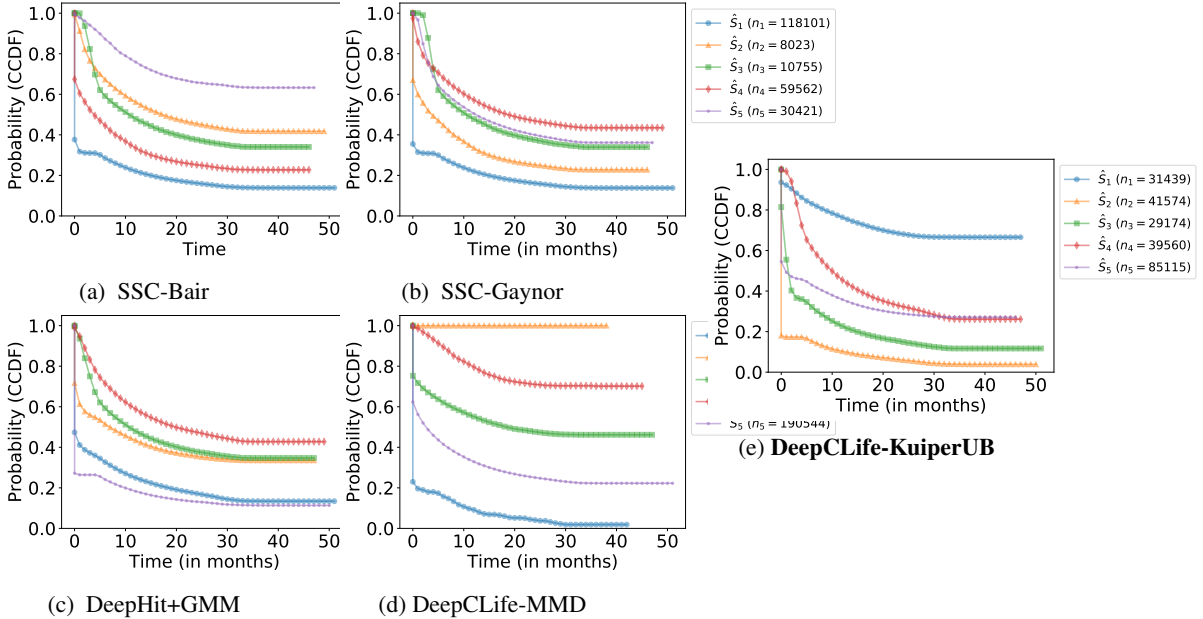 Probability (CCDF)
1.0
0.8
0.6
0.4
0.2
0.0
0 10 20 30 40 50
Time
(a) SSC-Bair
Probability (CCDF)
1.0
0.8
0.6
0.4
0.2
0.0
0 10 20 30 40 50
Time (in months)
(b) SSC-Gaynor
Ŝ₁ (n₁ = 118101)
Ŝ₂ (n₂ = 8023)
Ŝ₃ (n₃ = 10755)
Ŝ₄ (n₄ = 59562)
Ŝ₅ (n₅ = 30421)
Probability (CCDF)
1.0
0.8
0.6
0.4
0.2
0.0
0 10 20 30 40 50
Time (in months)
(c) DeepHit+GMM
Probability (CCDF)
1.0
0.8
0.6
0.4
0.2
0.0
0 10 20 30 40 50
Time (in months)
(d) DeepCLife-MMD
S₅ (n₅ = 190544)
Probability (CCDF)
1.0
0.8
0.6
0.4
0.2
0.0
0 10 20 30 40 50
Time (in months)
(e) DeepCLife-KuiperUB
Ŝ₁ (n₁ = 31439)
Ŝ₂ (n₂ = 41574)
Ŝ₃ (n₃ = 29174)
Ŝ₄ (n₄ = 39560)
Ŝ₅ (n₅ = 85115)